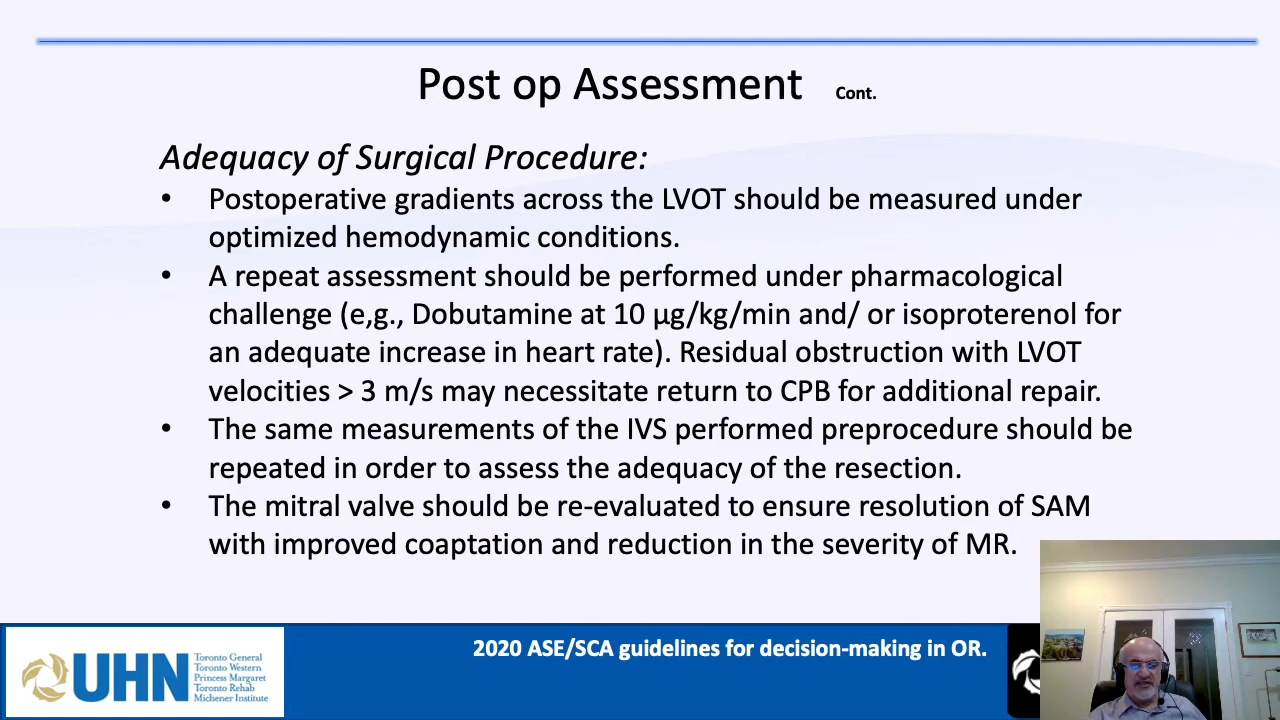 Post op Assessment Cont.
Adequacy of Surgical Procedure:
• Postoperative gradients across the LVOT should be measured under
optimized hemodynamic conditions.
• A repeat assessment should be performed under pharmacological
challenge (e,g., Dobutamine at 10 µg/kg/min and/ or isoproterenol for
an adequate increase in heart rate). Residual obstruction with LVOT
velocities > 3 m/s may necessitate return to CPB for additional repair.
• The same measurements of the IVS performed preprocedure should be
repeated in order to assess the adequacy of the resection.
• The mitral valve should be re-evaluated to ensure resolution of SAM
with improved coaptation and reduction in the severity of MR.
2020 ASE/SCA guidelines for decision-making in OR.
UHN
Toronto General
Toronto Western
Princess Margaret
Toronto Rehab
Michener Institute